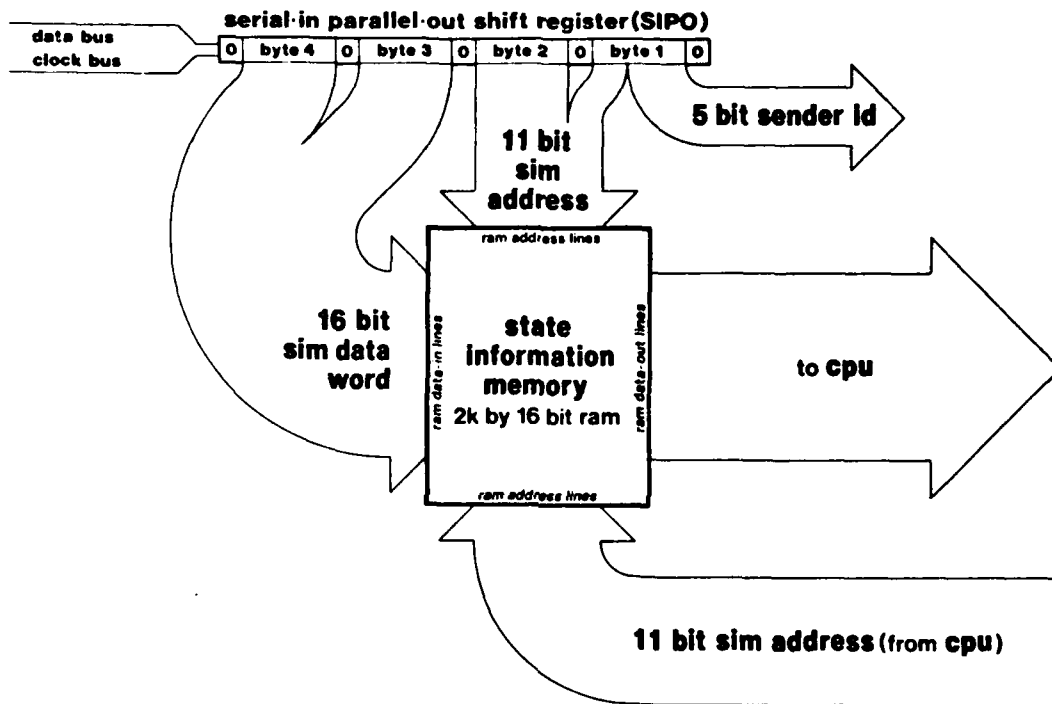 serial-in parallel-out shift register (SIPO)
data bus
clock bus
0 byte 4 0 byte 3 0 byte 2 0 byte 1 0
5 bit sender id
11 bit
sim
address
ram address lines
16 bit
sim data
word
ram data-in lines
state
information
memory
2k by 16 bit ram
ram data-out lines
to cpu
ram address lines
11 bit sim address (from cpu)